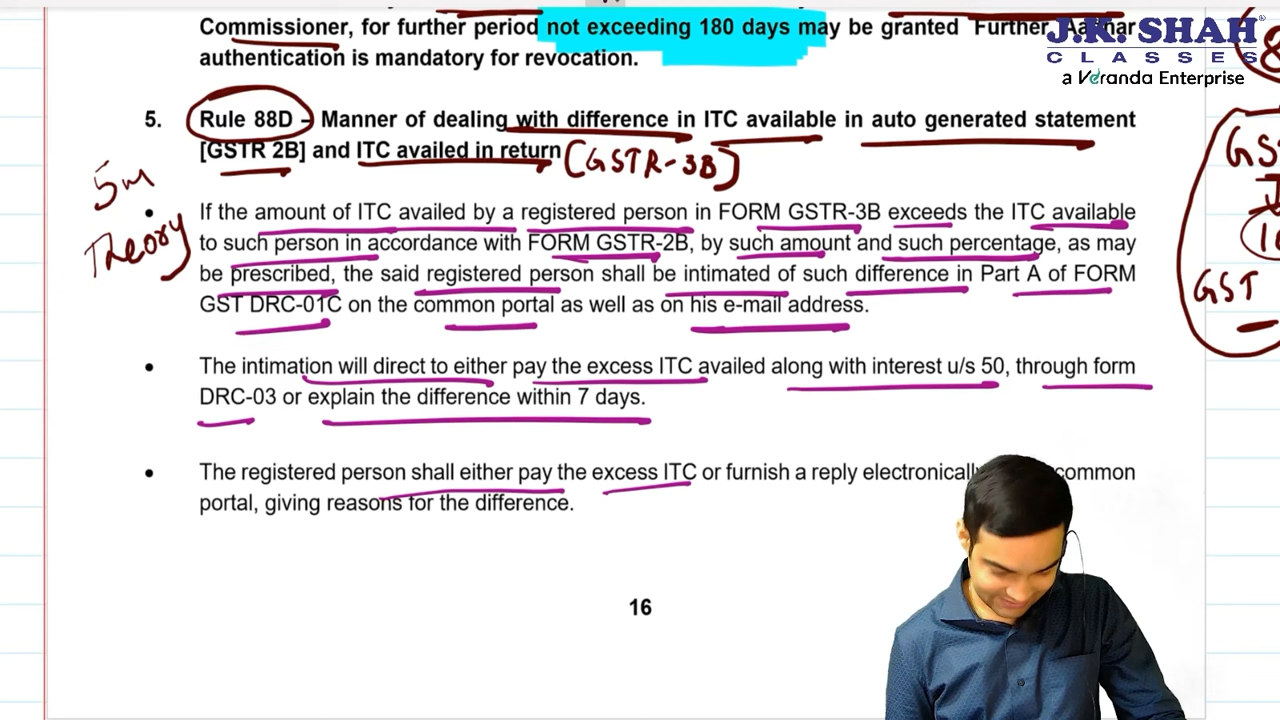 Commissioner, for further period not exceeding 180 days may be granted Further, Aadhar
authentication is mandatory for revocation.
J.K. SHAH
CLASSES
a Veranda Enterprise
5. Rule 88D – Manner of dealing with difference in ITC available in auto generated statement
[GSTR 2B] and ITC availed in return [GSTR-3B]
5m
Theory
• If the amount of ITC availed by a registered person in FORM GSTR-3B exceeds the ITC available
to such person in accordance with FORM GSTR-2B, by such amount and such percentage, as may
be prescribed, the said registered person shall be intimated of such difference in Part A of FORM
GST DRC-01C on the common portal as well as on his e-mail address.
• The intimation will direct to either pay the excess ITC availed along with interest u/s 50, through form
DRC-03 or explain the difference within 7 days.
• The registered person shall either pay the excess ITC or furnish a reply electronically common
portal, giving reasons for the difference.
16
GS
GST